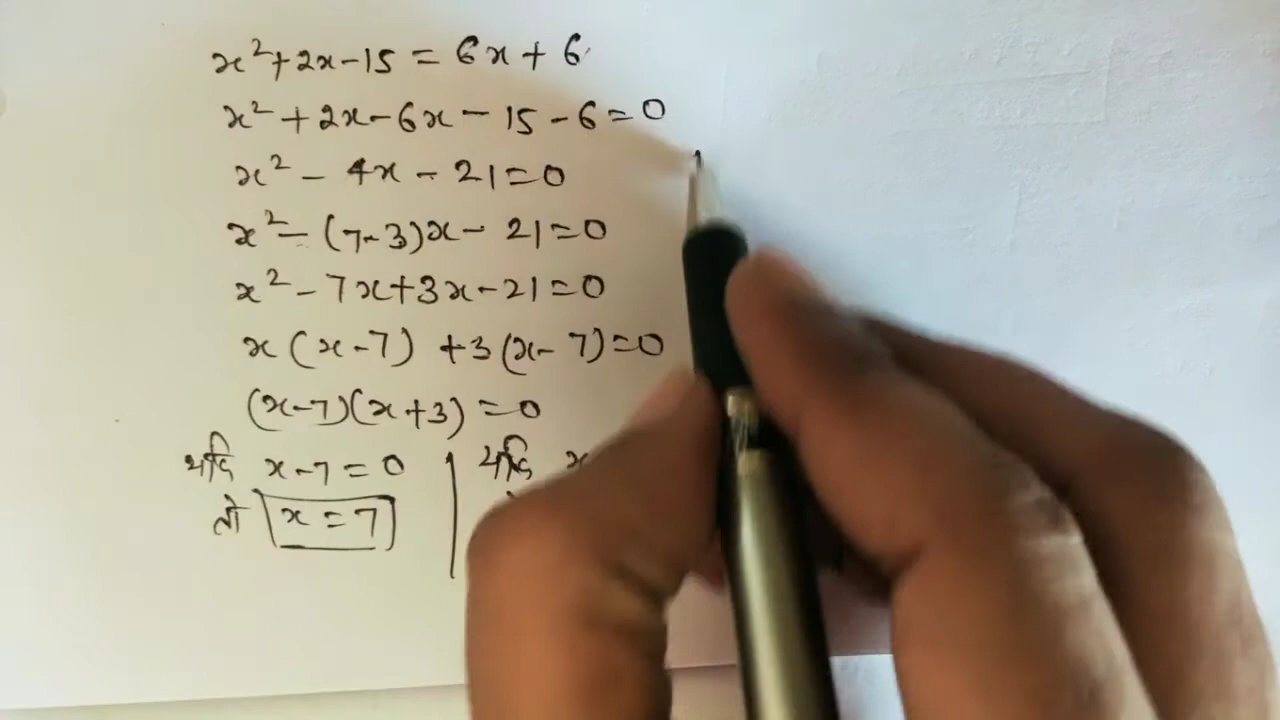 x²+2x-15 = 6x+6
x²+2x-6x-15-6=0
x²-4x-21=0
x²-(7-3)x-21=0
x²-7x+3x-21=0
x(x-7)+3(x-7)=0
(x-7)(x+3)=0
यदि x-7=0 | यदि x
तो x=7